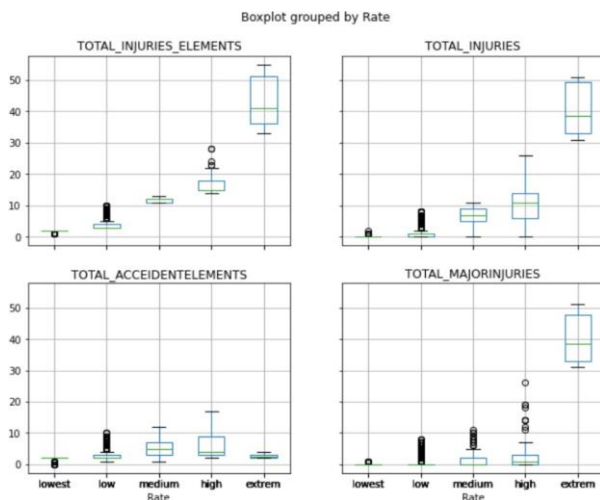 Boxplot grouped by Rate
TOTAL_INJURIES_ELEMENTS
TOTAL_INJURIES
50
40
30
20
10
0
TOTAL_ACCEIDENTELEMENTS
TOTAL_MAJORINJURIES
50
40
30
20
10
0
lowest low medium high extrem
lowest low medium high extrem
Rate
Rate